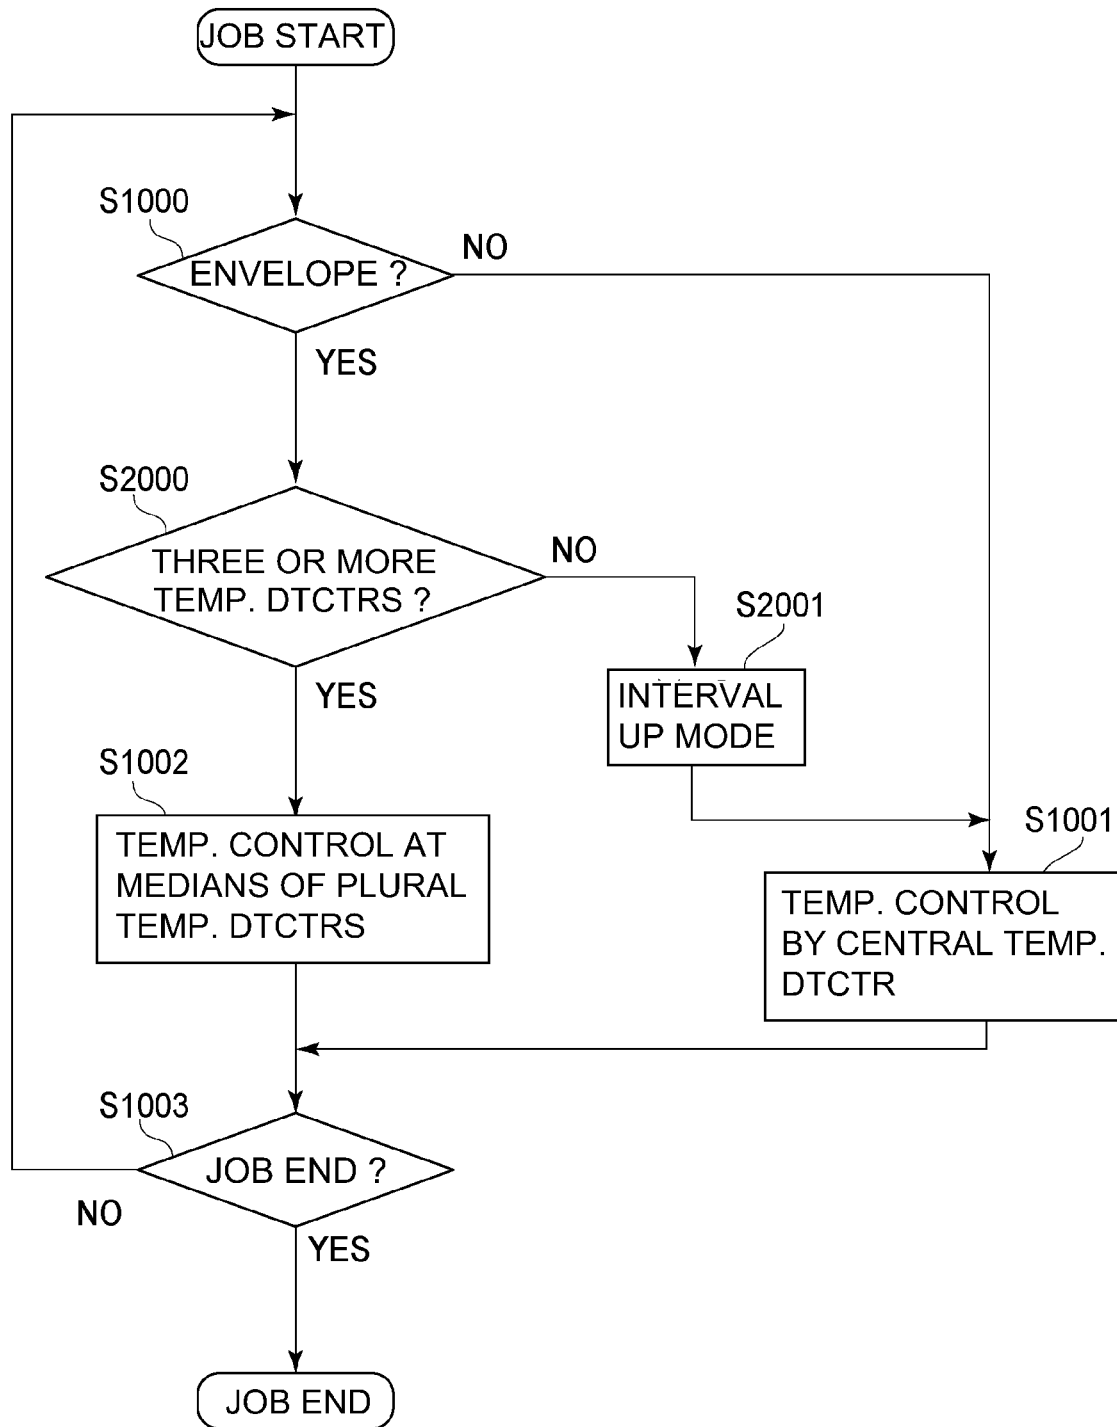 JOB START
S1000
ENVELOPE ?
NO
YES
S2000
THREE OR MORE
TEMP. DTCTRS ?
NO
YES
S2001
INTERVAL
UP MODE
S1002
TEMP. CONTROL AT
MEDIANS OF PLURAL
TEMP. DTCTRS
S1001
TEMP. CONTROL
BY CENTRAL TEMP.
DTCTR
S1003
JOB END ?
NO
YES
JOB END